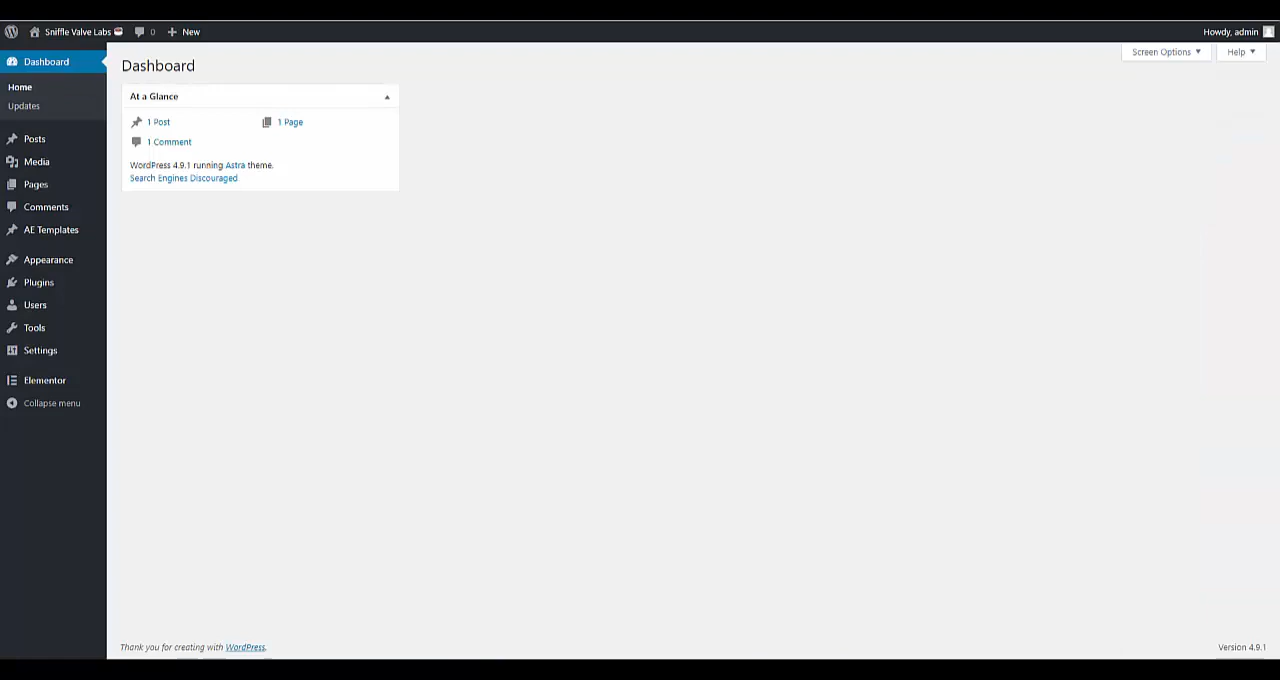 Sniffle Valve Labs 0 New Howdy, admin
Dashboard
Home
Updates
Posts
Media
Pages
Comments
AE Templates
Appearance
Plugins
Users
Tools
Settings
Elementor
Collapse menu
Screen Options Help
Dashboard
At a Glance
1 Post 1 Page
1 Comment
WordPress 4.9.1 running Astra theme.
Search Engines Discouraged
Thank you for creating with WordPress. Version 4.9.1